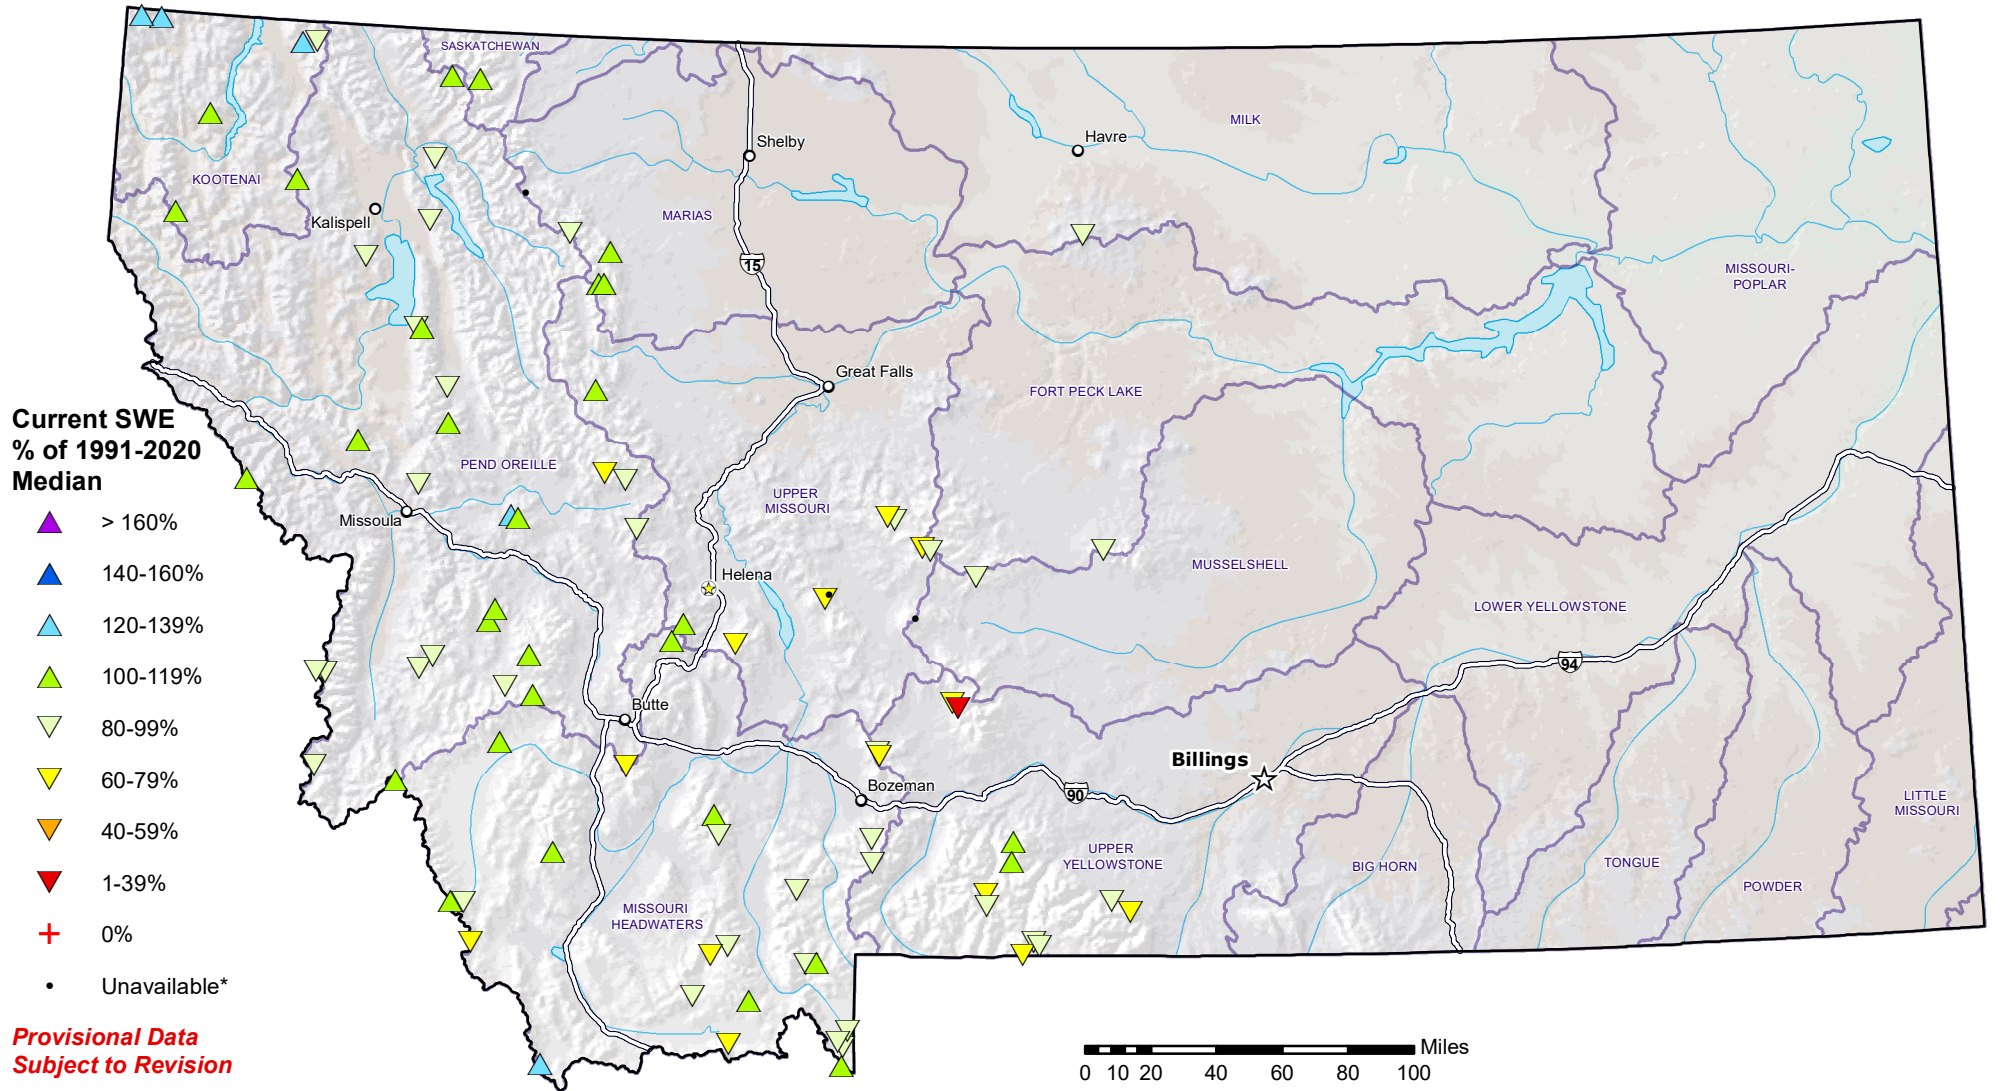 SASKATCHEWAN
Shelby
Havre
MILK
KOOTENAI
Kalispell
MARIAS
15
MISSOURI-
POPLAR
Great Falls
FORT PECK LAKE
Current SWE
% of 1991-2020
Median
> 160%
140-160%
120-139%
100-119%
80-99%
60-79%
40-59%
1-39%
0%
Unavailable*
Provisional Data
Subject to Revision
PEND OREILLE
Missoula
UPPER
MISSOURI
Helena
MUSSELSHELL
LOWER YELLOWSTONE
94
Butte
Billings
Bozeman
90
UPPER
YELLOWSTONE
BIG HORN
TONGUE
POWDER
LITTLE
MISSOURI
MISSOURI
HEADWATERS
Miles
0 10 20 40 60 80 100